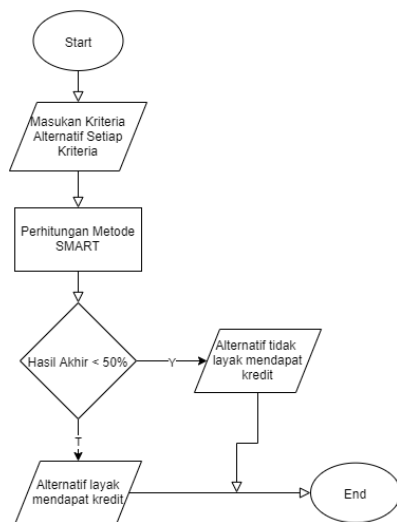 Start
Masukan Kriteria
Alternatif Setiap
Kriteria
Perhitungan Metode
SMART
Hasil Akhir < 50%
Y
Alternatif tidak
layak mendapat
kredit
T
Alternatif layak
mendapat kredit
End